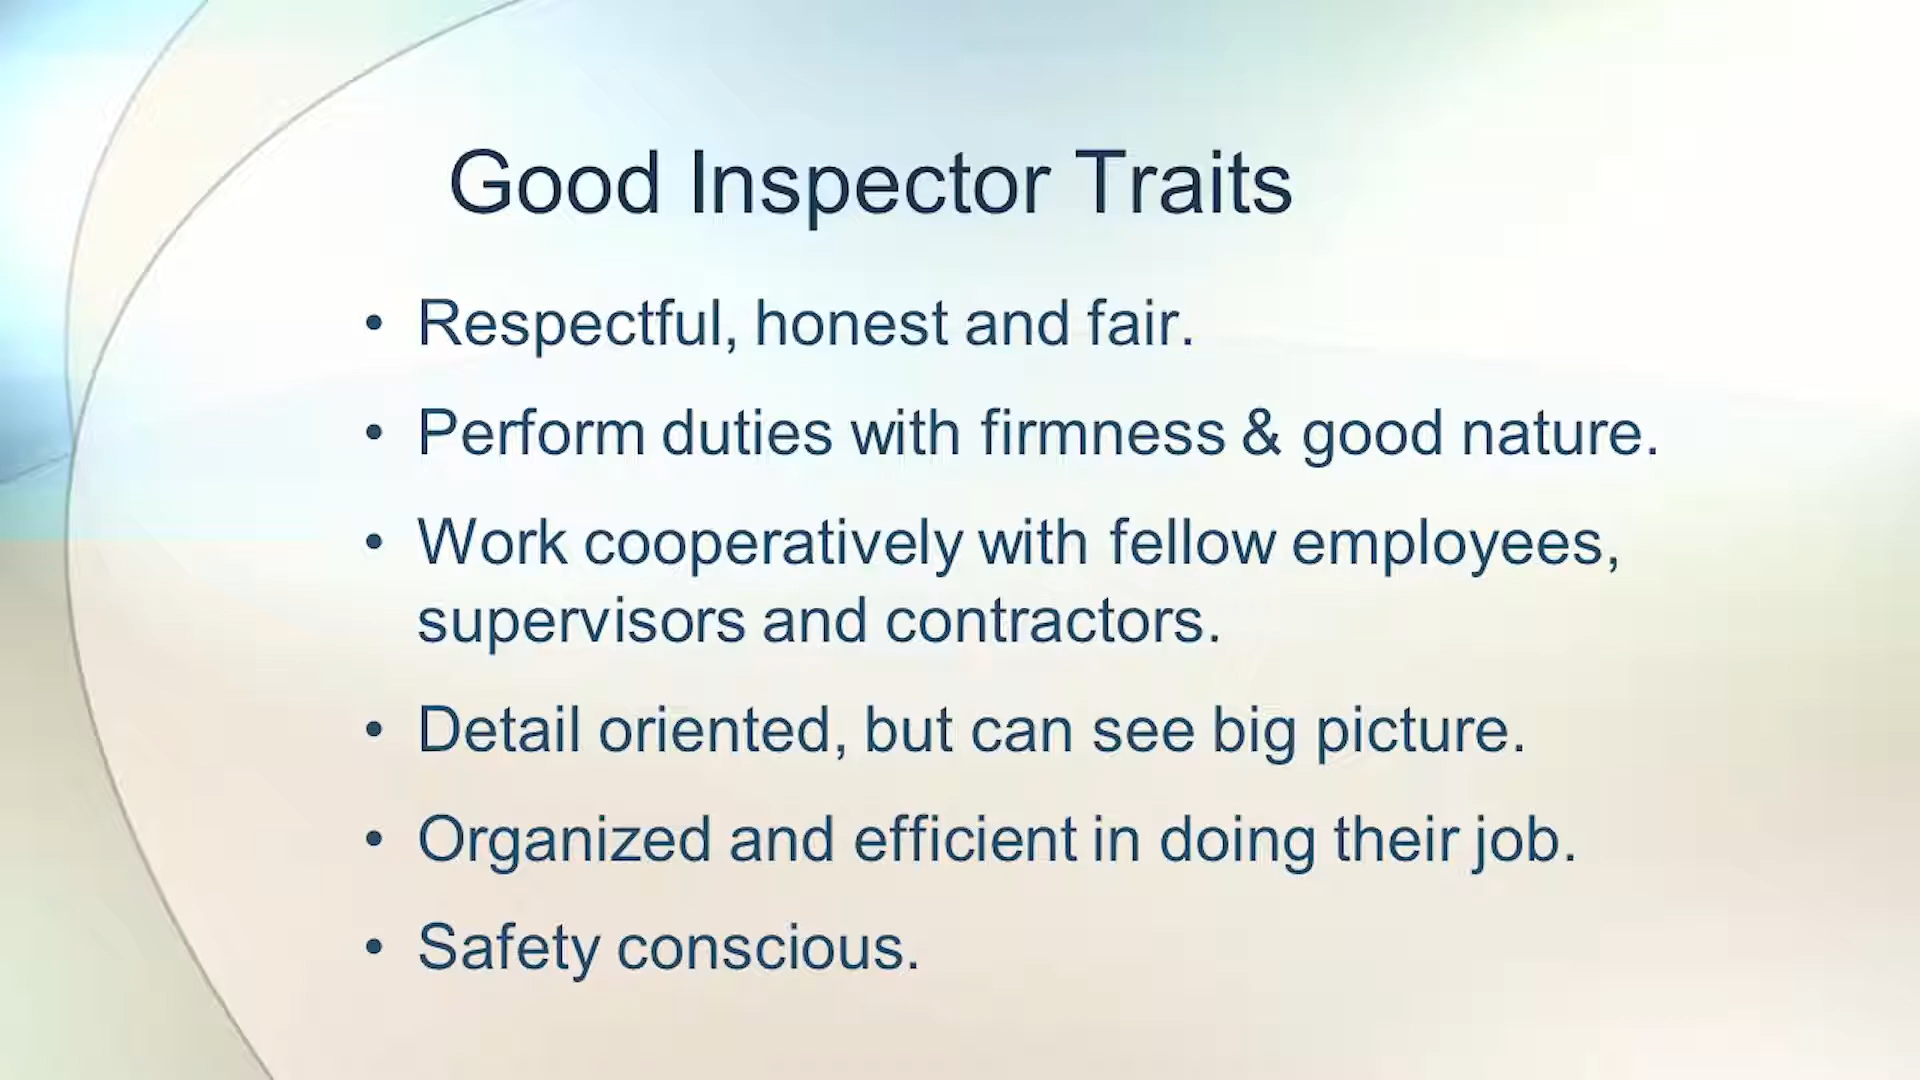 Good Inspector Traits
• Respectful, honest and fair.
• Perform duties with firmness & good nature.
• Work cooperatively with fellow employees,
supervisors and contractors.
• Detail oriented, but can see big picture.
• Organized and efficient in doing their job.
• Safety conscious.